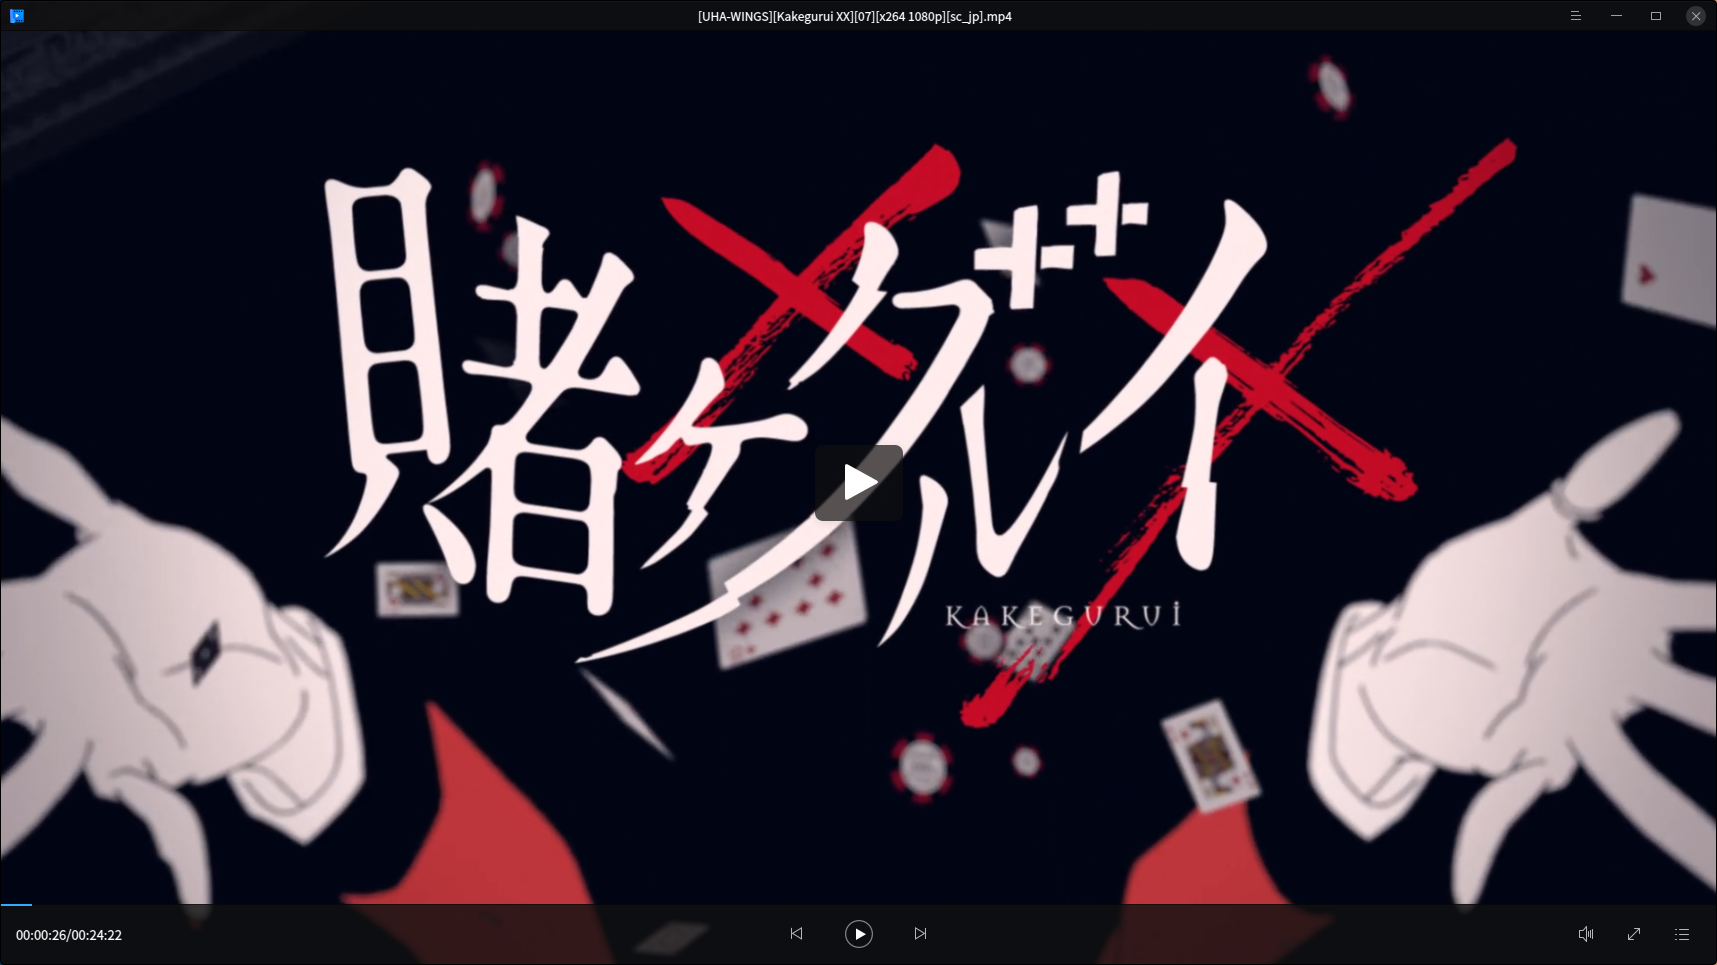 [UHA-WINGS][Kakegurui XX][07][x264 1080p][sc_jp].mp4
賭ケグルイ
××
KAKEGURUI
00:00:26/00:24:22